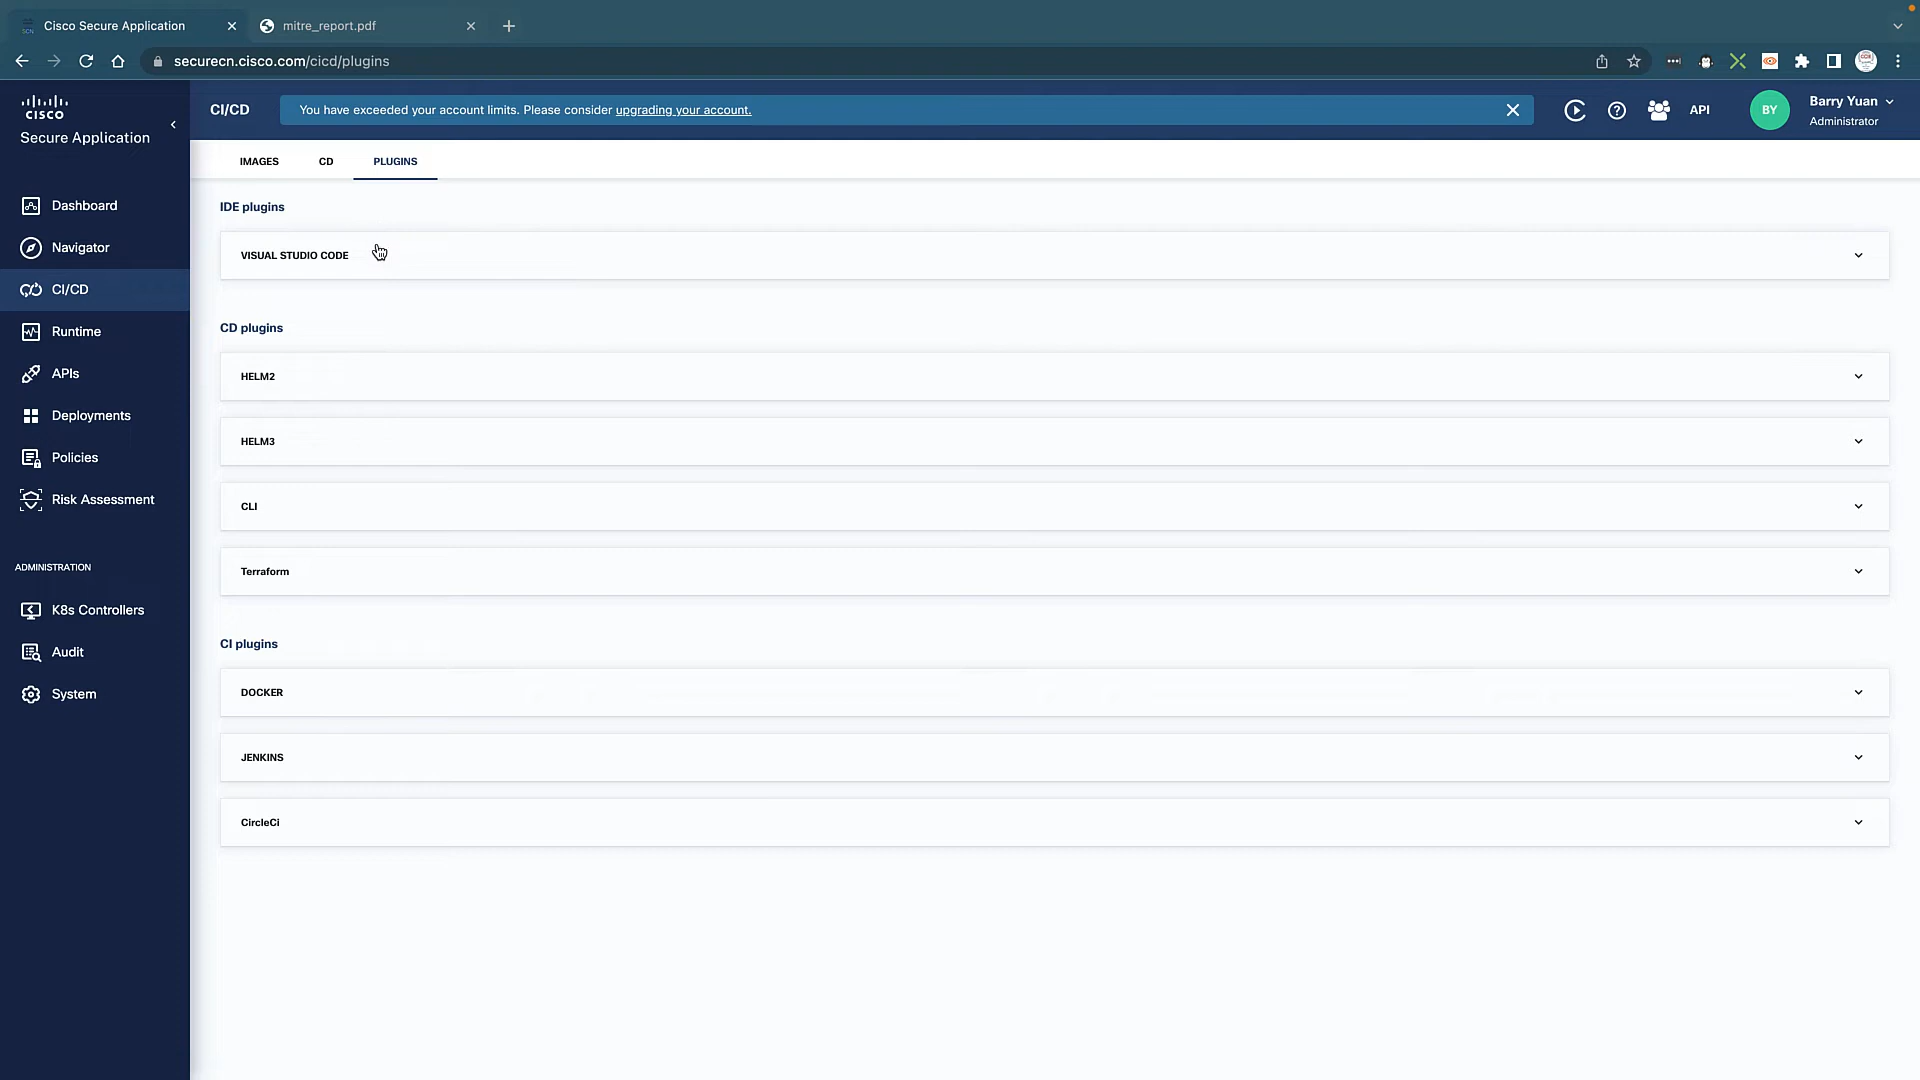 Cisco Secure Application
mitre_report.pdf
securecn.cisco.com/cicd/plugins
CISCO
Secure Application
CI/CD
You have exceeded your account limits. Please consider upgrading your account.
API
BY
Barry Yuan
Administrator
IMAGES
CD
PLUGINS
Dashboard
Navigator
CI/CD
Runtime
APIs
Deployments
Policies
Risk Assessment
ADMINISTRATION
K8s Controllers
Audit
System
IDE plugins
VISUAL STUDIO CODE
CD plugins
HELM2
HELM3
CLI
Terraform
CI plugins
DOCKER
JENKINS
CircleCi